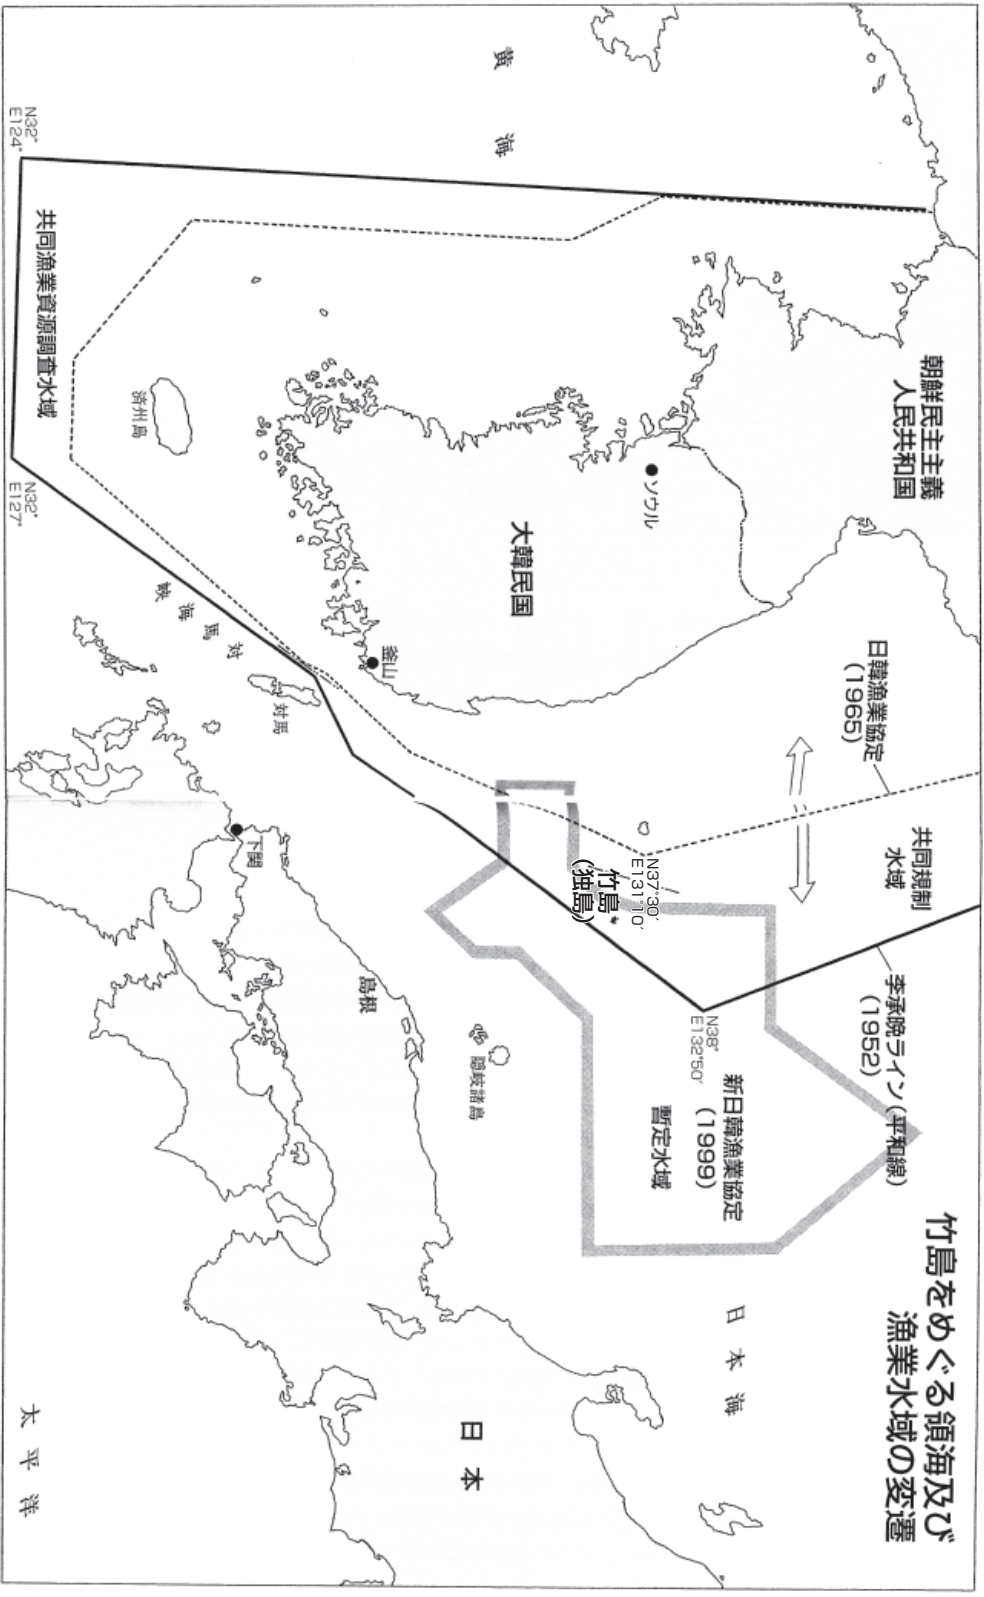 竹島をめぐる領海及び
漁業水域の変遷
朝鮮民主主義
人民共和国
日韓漁業協定
(1965)
共同規制
水域
李承晩ライン(平和線)
(1952)
黄海
ソウル
大韓民国
釜山
N37°30′
E131°10′
竹島
(独島)
N38°
E132°50′
新日韓漁業協定
(1999)
暫定水域
日本海
済州島
対馬海峡
対馬
下関
島根
隠岐諸島
日本
N32°
E124°
共同漁業資源調査水域
N32°
E127°
太平洋